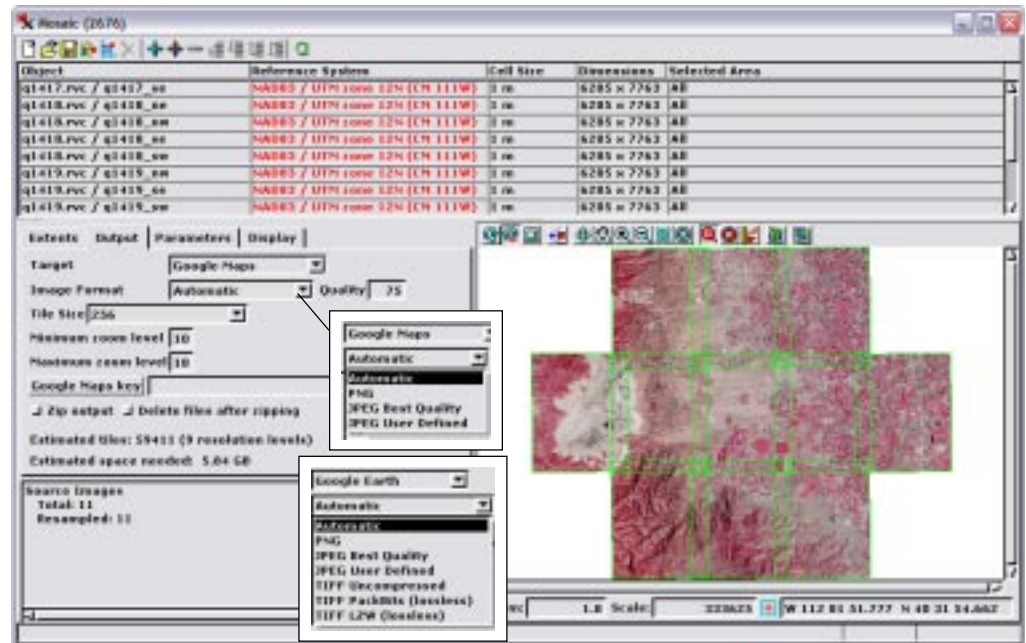 Mosaic (2676)
Object Reference System Cell Size Dimensions Selected Area
q1417.rvc / q1417_se NAD83 / UTM zone 12N (CM 111W) 1 m 6285 x 7763 All
q1418.rvc / q1418_ne NAD83 / UTM zone 12N (CM 111W) 1 m 6285 x 7763 All
q1418.rvc / q1418_nw NAD83 / UTM zone 12N (CM 111W) 1 m 6285 x 7763 All
q1418.rvc / q1418_se NAD83 / UTM zone 12N (CM 111W) 1 m 6285 x 7763 All
q1418.rvc / q1418_sw NAD83 / UTM zone 12N (CM 111W) 1 m 6285 x 7763 All
q1419.rvc / q1419_ne NAD83 / UTM zone 12N (CM 111W) 1 m 6285 x 7763 All
q1419.rvc / q1419_se NAD83 / UTM zone 12N (CM 111W) 1 m 6285 x 7763 All
q1419.rvc / q1419_sw NAD83 / UTM zone 12N (CM 111W) 1 m 6285 x 7763 All
Extents Output Parameters Display
Target Google Maps
Image Format Automatic Quality 75
Tile Size 256
Minimum zoom level 10
Maximum zoom level 18
Google Maps key
Zip output Delete files after zipping
Estimated tiles: 59411 (9 resolution levels)
Estimated space needed: 5.04 GB
Source Images
Total: 11
Resampled: 11
Google Maps
Automatic
Automatic
PNG
JPEG Best Quality
JPEG User Defined
Google Earth
Automatic
Automatic
PNG
JPEG Best Quality
JPEG User Defined
TIFF Uncompressed
TIFF PackBits (lossless)
TIFF LZW (lossless)
1.0 Scale: 333625 W 112 01 51.777 N 40 31 54.662